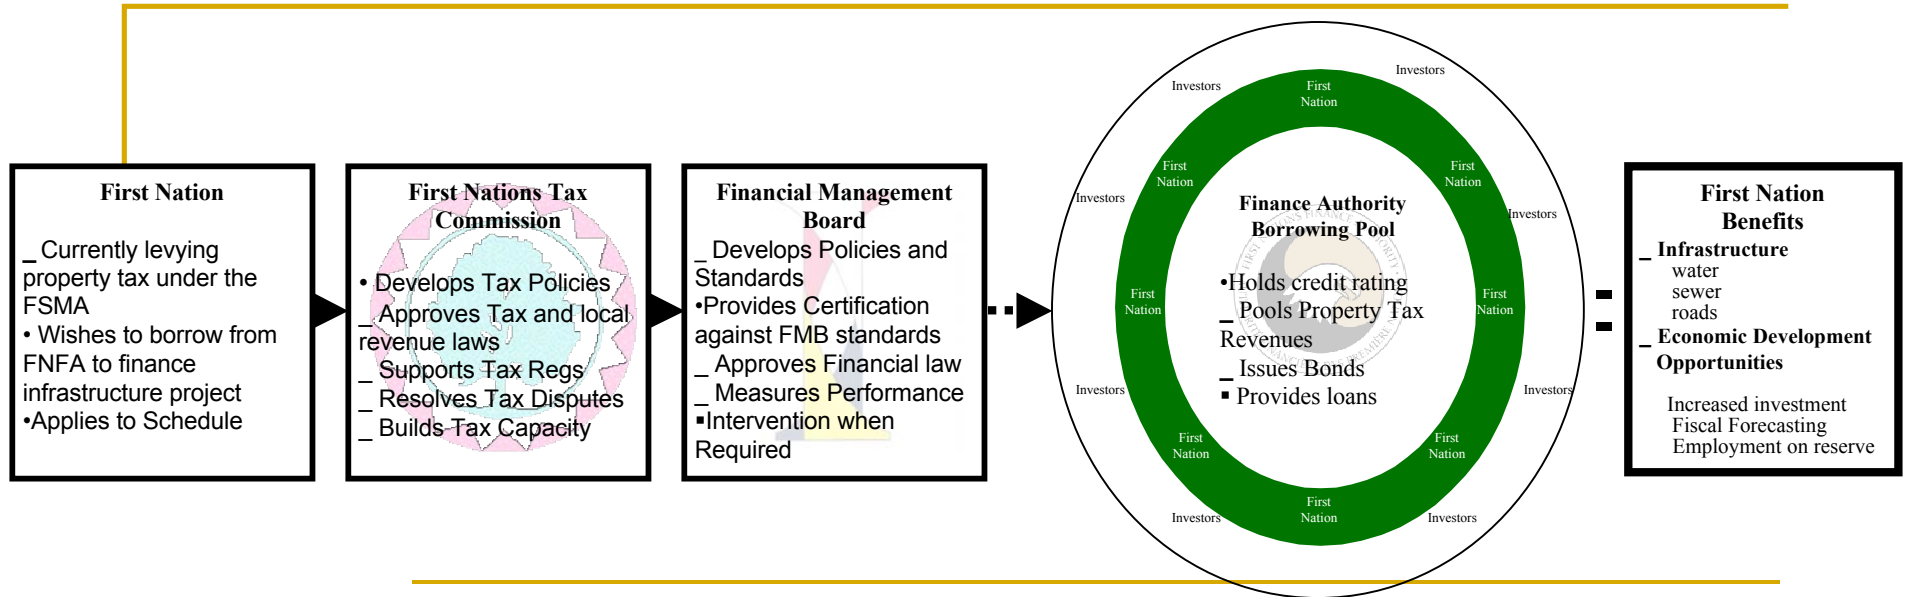 First Nation
_ Currently levying
property tax under the
FSMA
• Wishes to borrow from
FNFA to finance
infrastructure project
•Applies to Schedule
First Nations Tax
Commission
• Develops Tax Policies
_ Approves Tax and local
revenue laws
_ Supports Tax Regs
_ Resolves Tax Disputes
_ Builds Tax Capacity
Financial Management
Board
_ Develops Policies and
Standards
•Provides Certification
against FMB standards
_ Approves Financial law
_ Measures Performance
▪Intervention when
Required
Investors
Investors
Investors
Investors
Investors
Investors
Investors
Investors
First
Nation
First
Nation
First
Nation
First
Nation
First
Nation
First
Nation
First
Nation
First
Nation
Finance Authority
Borrowing Pool
•Holds credit rating
_ Pools Property Tax
Revenues
_ Issues Bonds
▪ Provides loans
=
First Nation
Benefits
_ Infrastructure
water
sewer
roads
_ Economic Development
Opportunities
Increased investment
Fiscal Forecasting
Employment on reserve